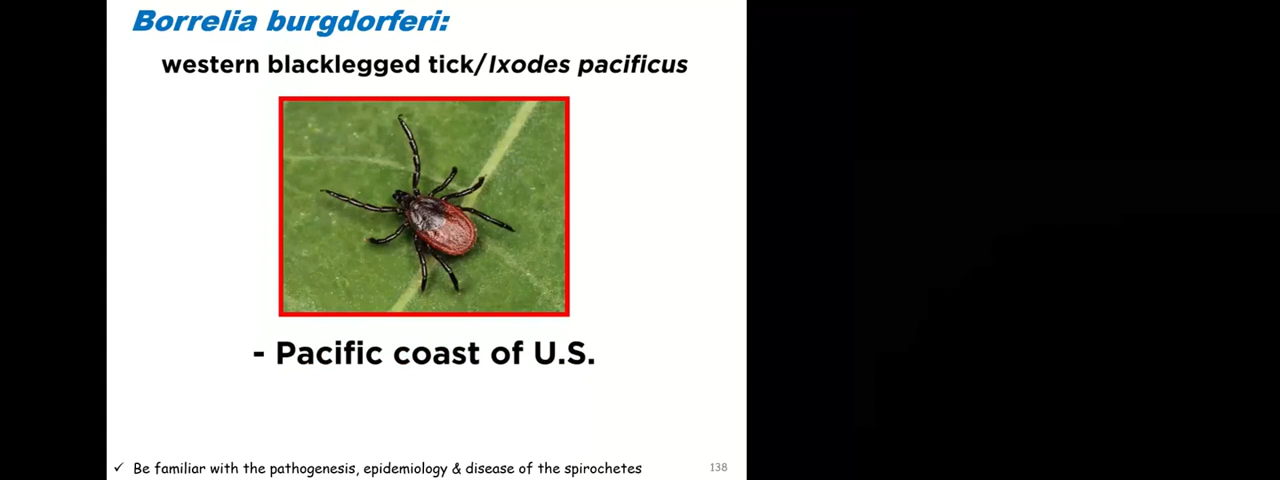 Borrelia burgdorferi:
western blacklegged tick/Ixodes pacificus
- Pacific coast of U.S.
✓ Be familiar with the pathogenesis, epidemiology & disease of the spirochetes
138